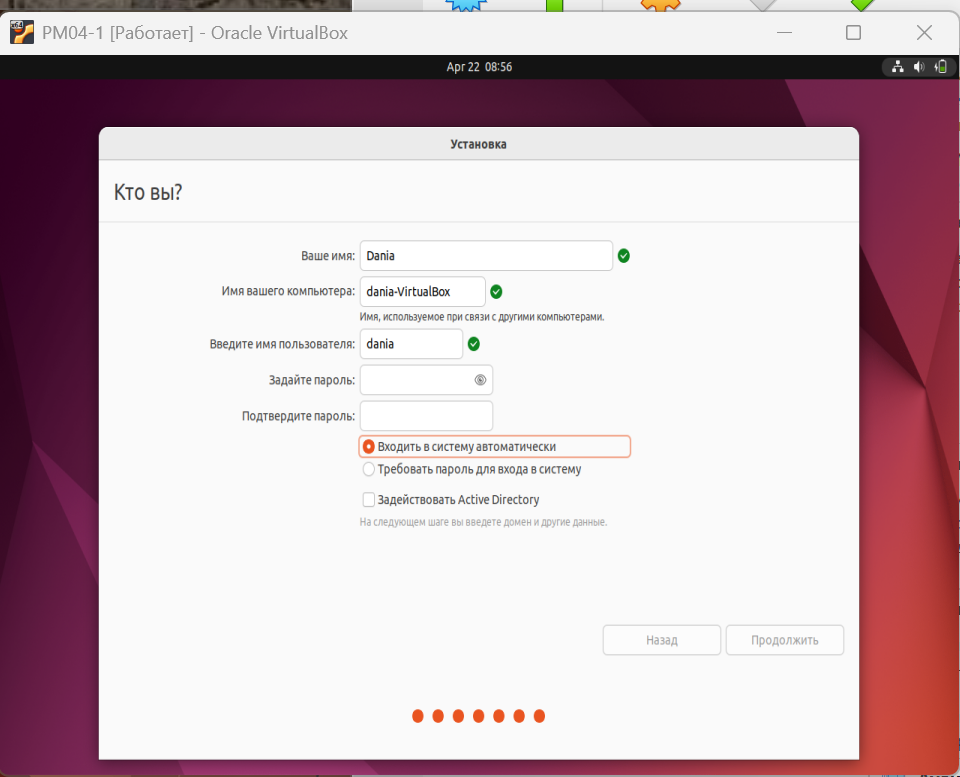 PM04-1 [Работает] - Oracle VirtualBox
Apr 22 08:56
Установка
Кто вы?
Ваше имя: Dania
Имя вашего компьютера: dania-VirtualBox
Имя, используемое при связи с другими компьютерами.
Введите имя пользователя: dania
Задайте пароль:
Подтвердите пароль:
Входить в систему автоматически
Требовать пароль для входа в систему
Задействовать Active Directory
На следующем шаге вы введете домен и другие данные.
Назад Продолжить